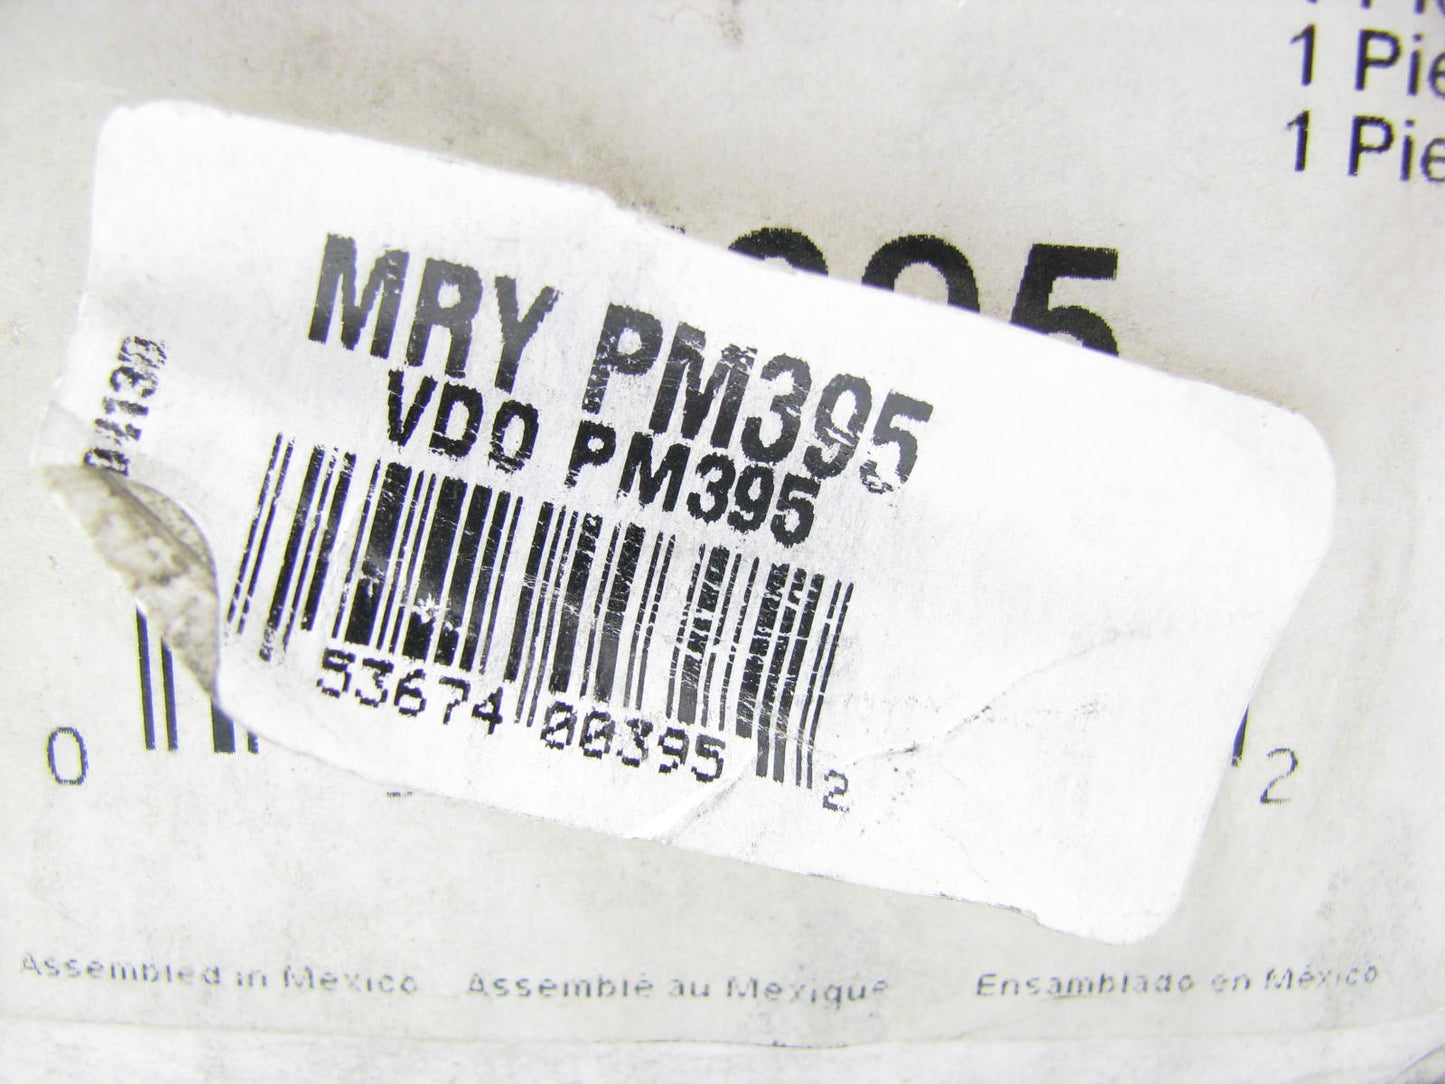 1 Pie
1 Pie
395
MRY PM395
VDO PM395
53674 00395 2
0
2
Assembled in Mexico Assemblé au Mexique Ensamblado en México